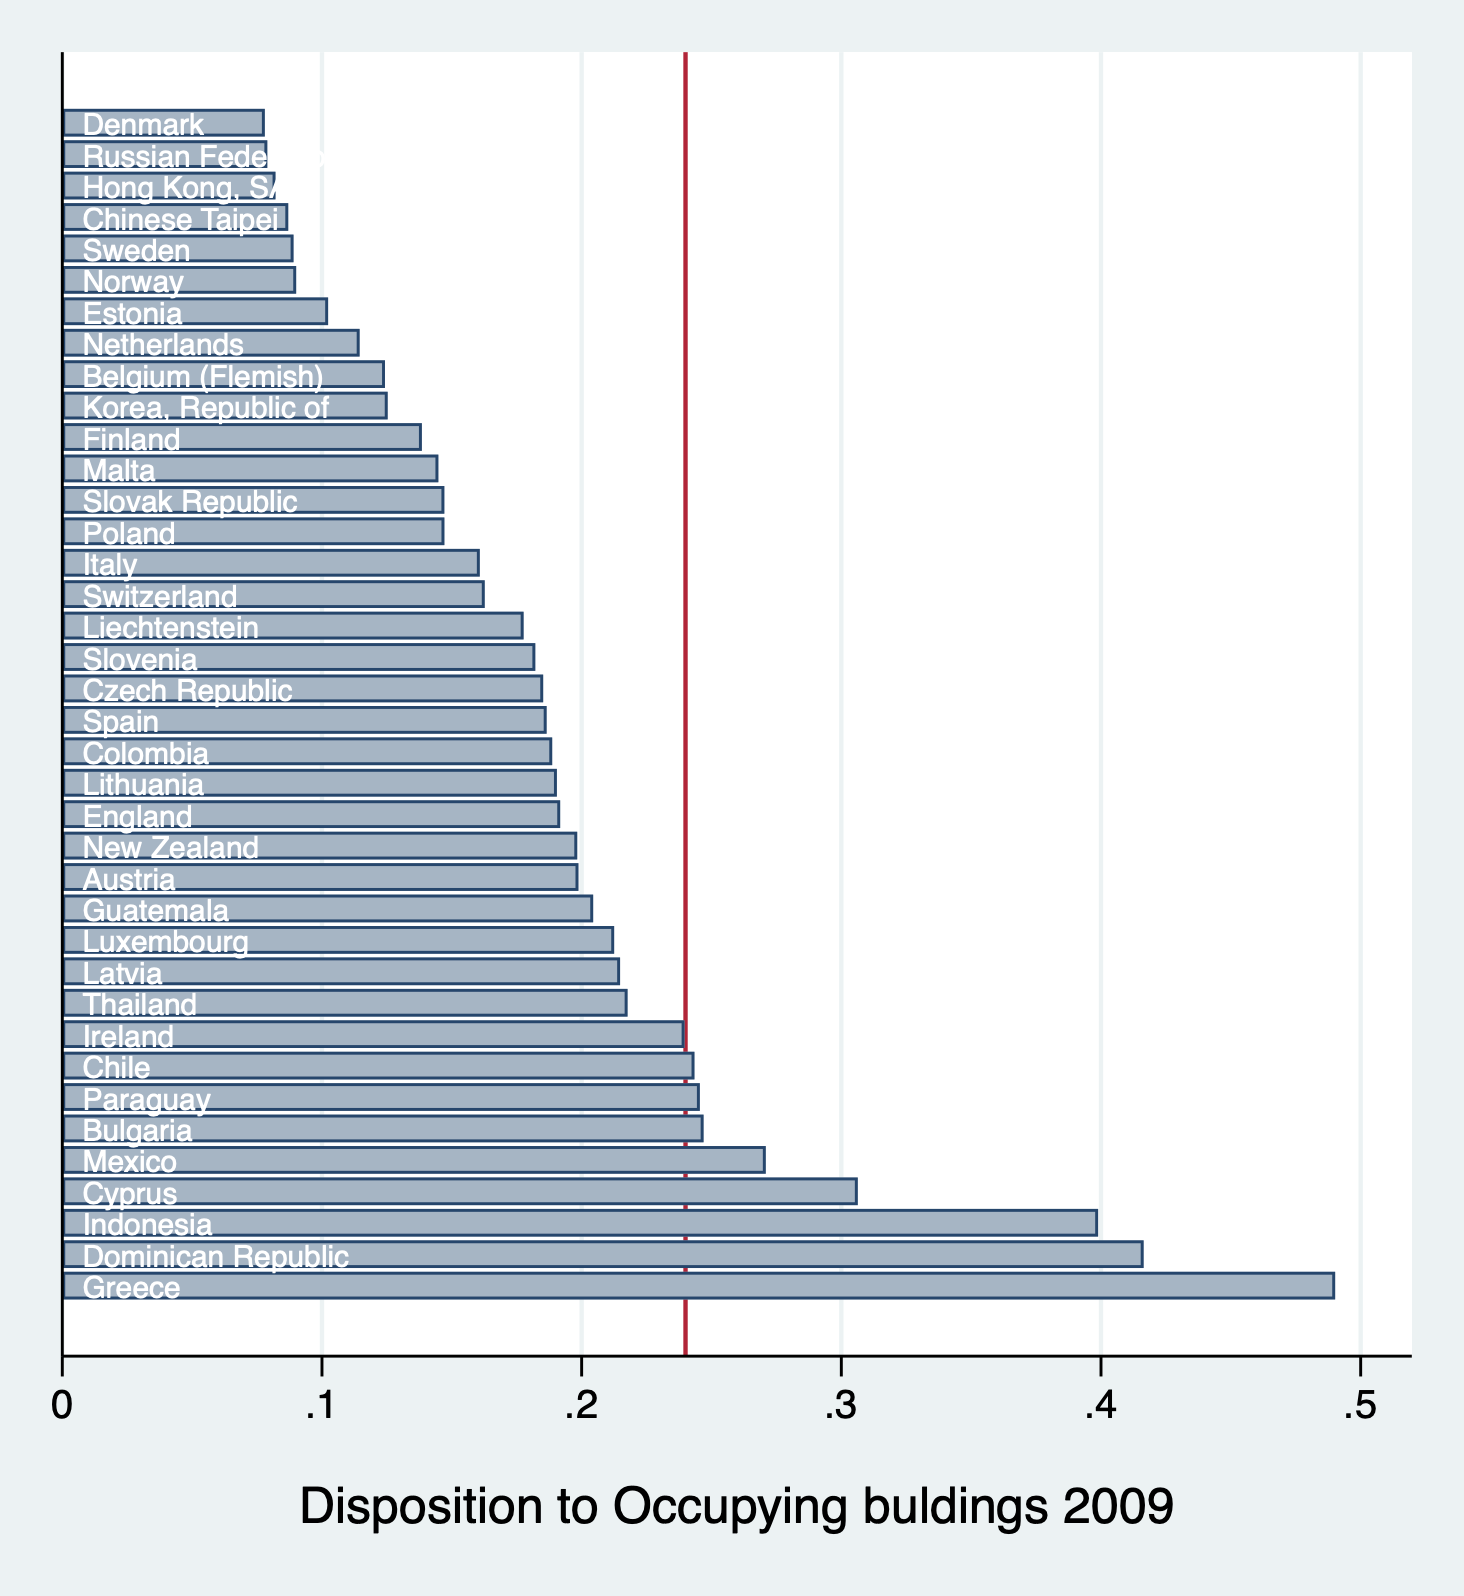 Denmark
Russian Fede
Hong Kong, SA
Chinese Taipei
Sweden
Norway
Estonia
Netherlands
Belgium (Flemish)
Korea, Republic of
Finland
Malta
Slovak Republic
Poland
Italy
Switzerland
Liechtenstein
Slovenia
Czech Republic
Spain
Colombia
Lithuania
England
New Zealand
Austria
Guatemala
Luxembourg
Latvia
Thailand
Ireland
Chile
Paraguay
Bulgaria
Mexico
Cyprus
Indonesia
Dominican Republic
Greece
0 .1 .2 .3 .4 .5
Disposition to Occupying buldings 2009